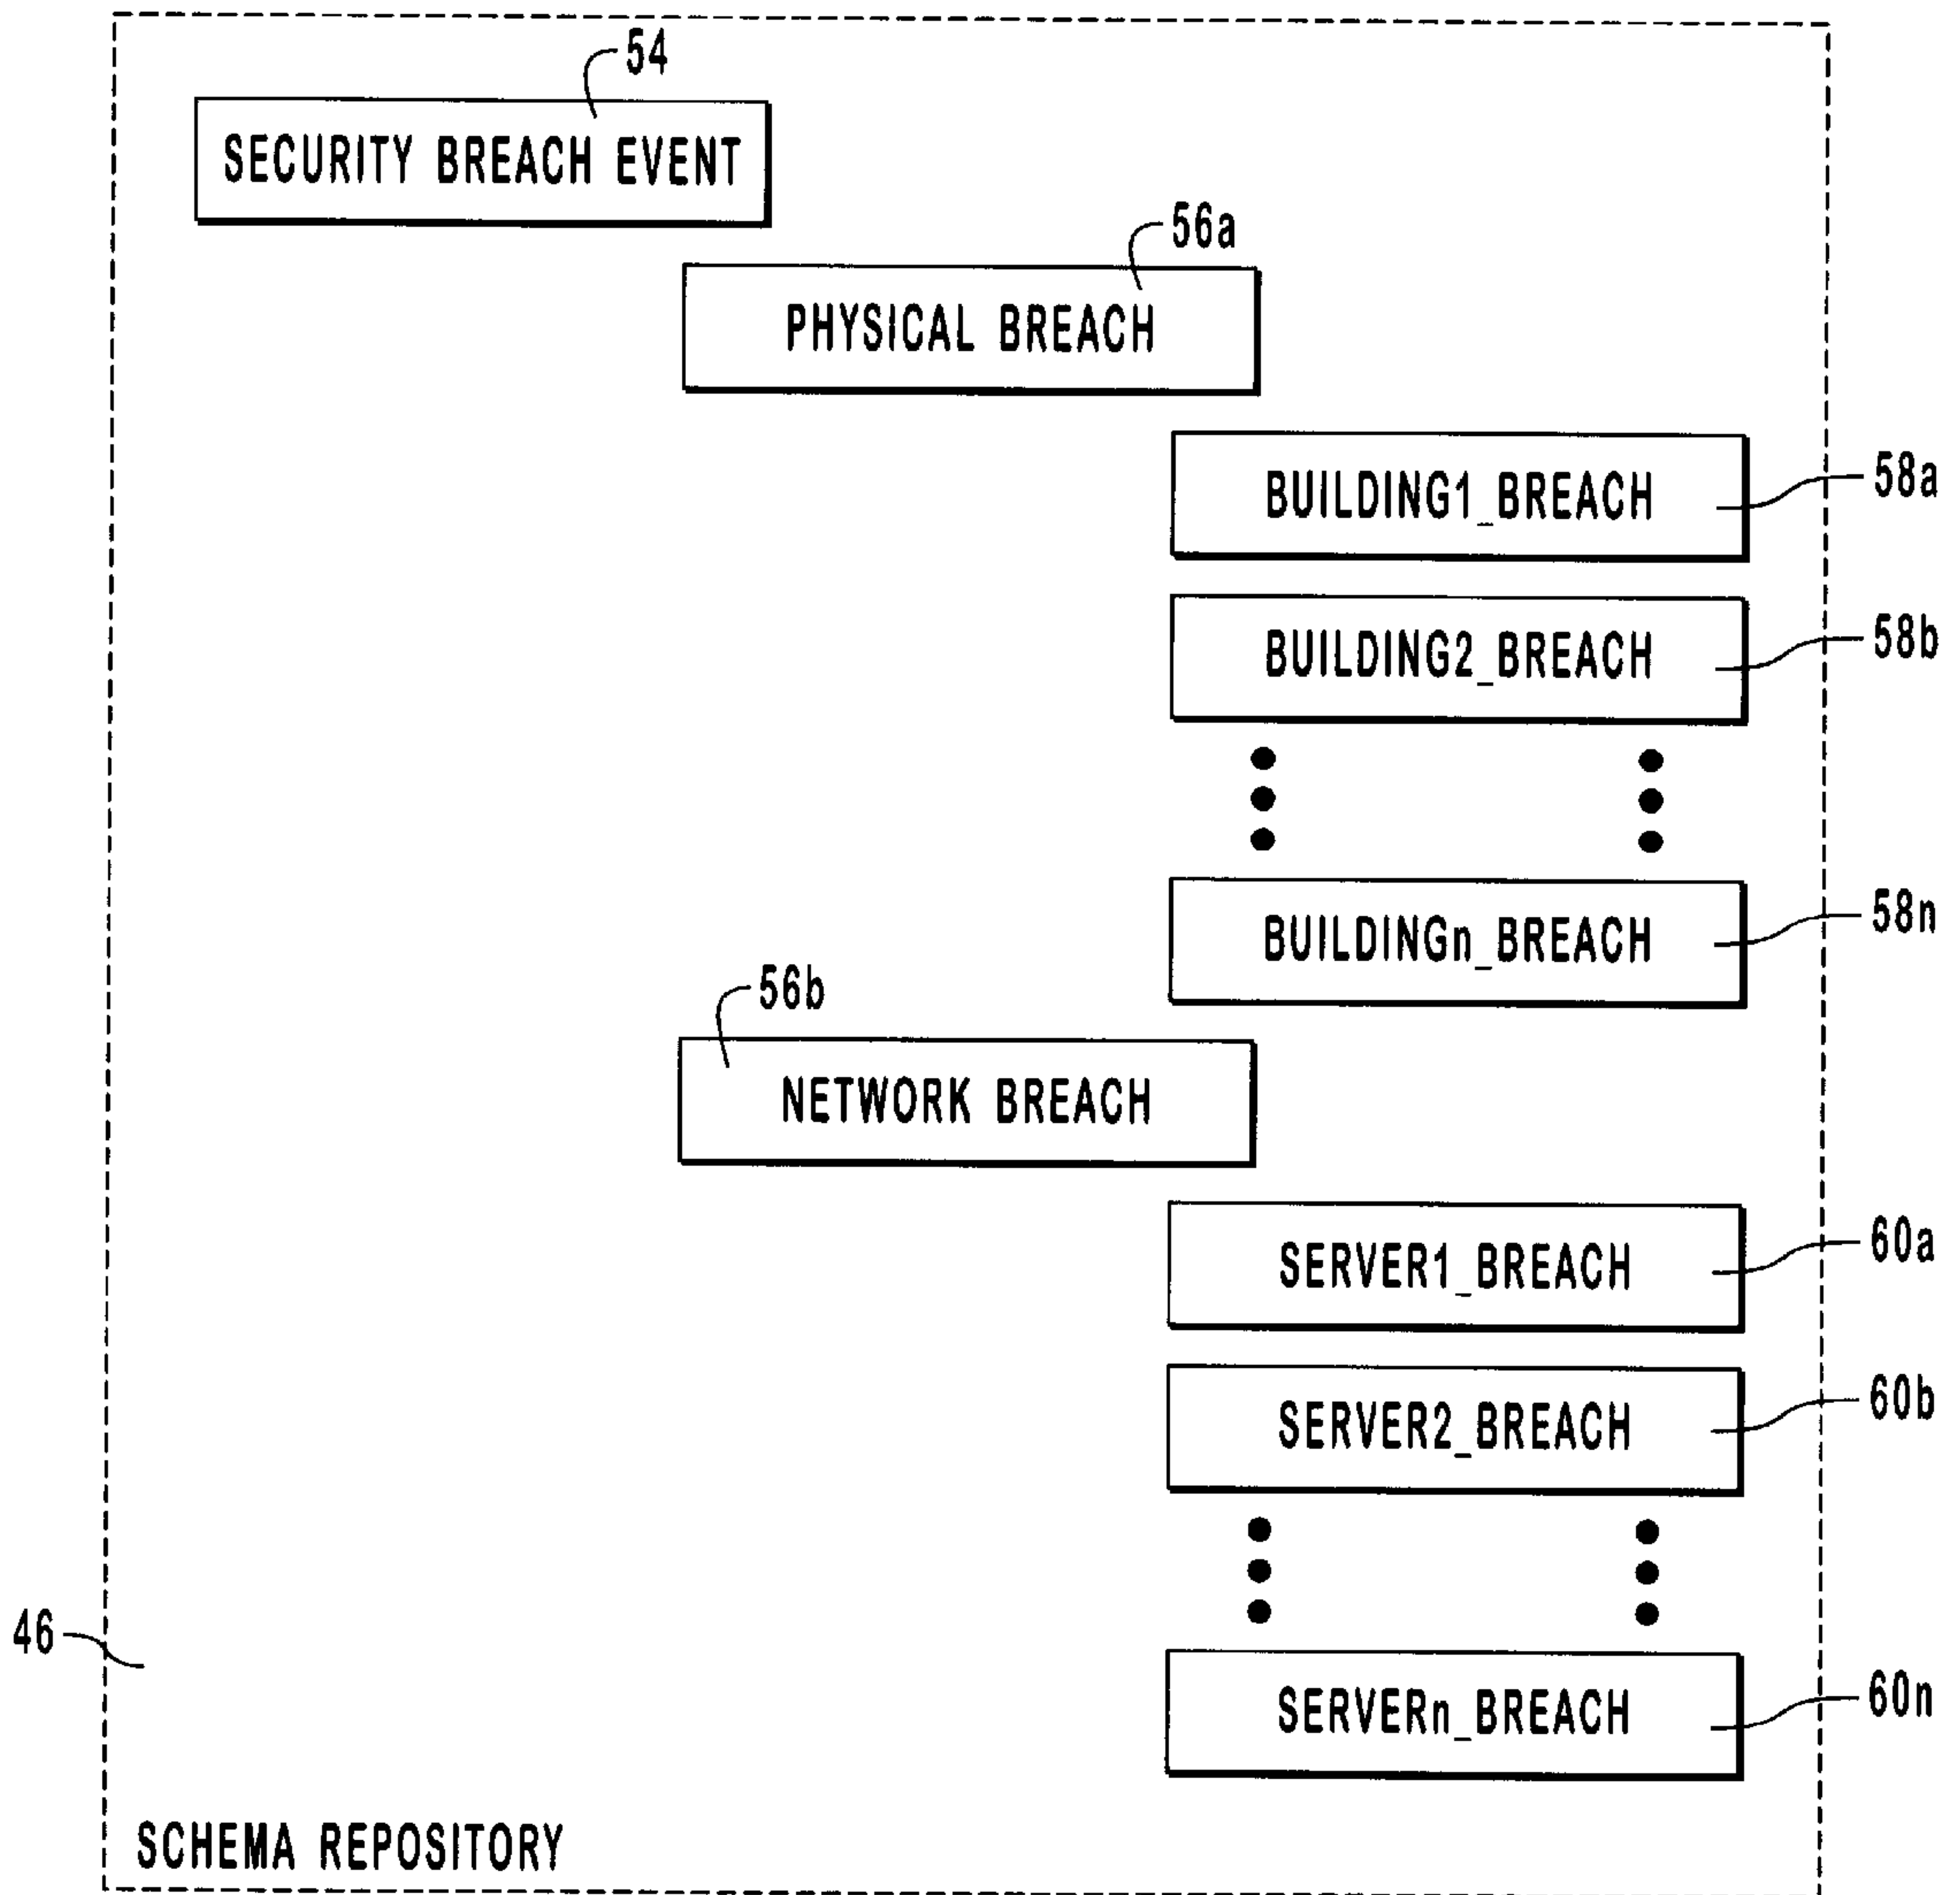 54
SECURITY BREACH EVENT
56a
PHYSICAL BREACH
BUILDING1_BREACH
58a
BUILDING2_BREACH
58b
BUILDINGn_BREACH
58n
56b
NETWORK BREACH
SERVER1_BREACH
60a
SERVER2_BREACH
60b
46
SERVERn_BREACH
60n
SCHEMA REPOSITORY